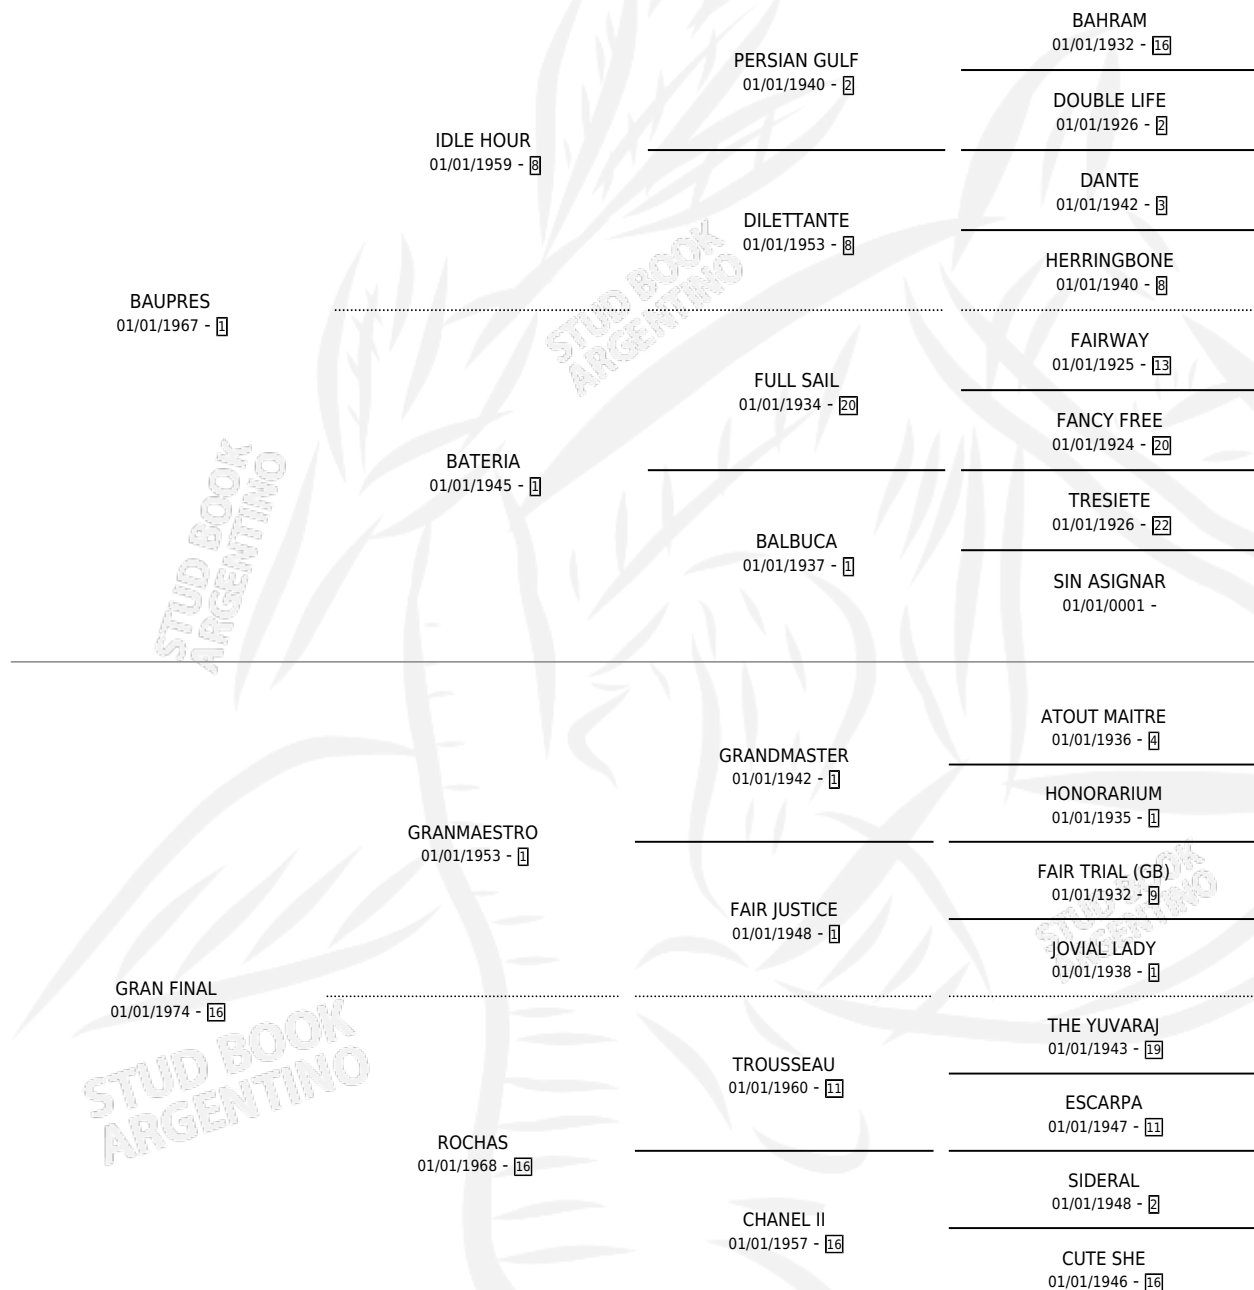 BAHRAM
01/01/1932 - 16
PERSIAN GULF
01/01/1940 - 2
DOUBLE LIFE
01/01/1926 - 2
IDLE HOUR
01/01/1959 - 8
DANTE
01/01/1942 - 3
DILETTANTE
01/01/1953 - 8
HERRINGBONE
01/01/1940 - 8
BAUPRES
01/01/1967 - 1
FAIRWAY
01/01/1925 - 13
FULL SAIL
01/01/1934 - 20
FANCY FREE
01/01/1924 - 20
BATERIA
01/01/1945 - 1
TRESIETE
01/01/1926 - 22
BALBUCA
01/01/1937 - 1
SIN ASIGNAR
01/01/0001 -
ATOUT MAITRE
01/01/1936 - 4
GRANDMASTER
01/01/1942 - 1
HONORARIUM
01/01/1935 - 1
GRANMAESTRO
01/01/1953 - 1
FAIR TRIAL (GB)
01/01/1932 - 9
FAIR JUSTICE
01/01/1948 - 1
JOVIAL LADY
01/01/1938 - 1
GRAN FINAL
01/01/1974 - 16
THE YUVARAJ
01/01/1943 - 19
TROUSSEAU
01/01/1960 - 11
ESCARPA
01/01/1947 - 11
ROCHAS
01/01/1968 - 16
SIDERAL
01/01/1948 - 2
CHANEL II
01/01/1957 - 16
CUTE SHE
01/01/1946 - 16
STUD BOOK
ARGENTINO
STUD BOOK
ARGENTINO
STUD BOOK
ARGENTINO
STUD BOOK
ARGENTINO